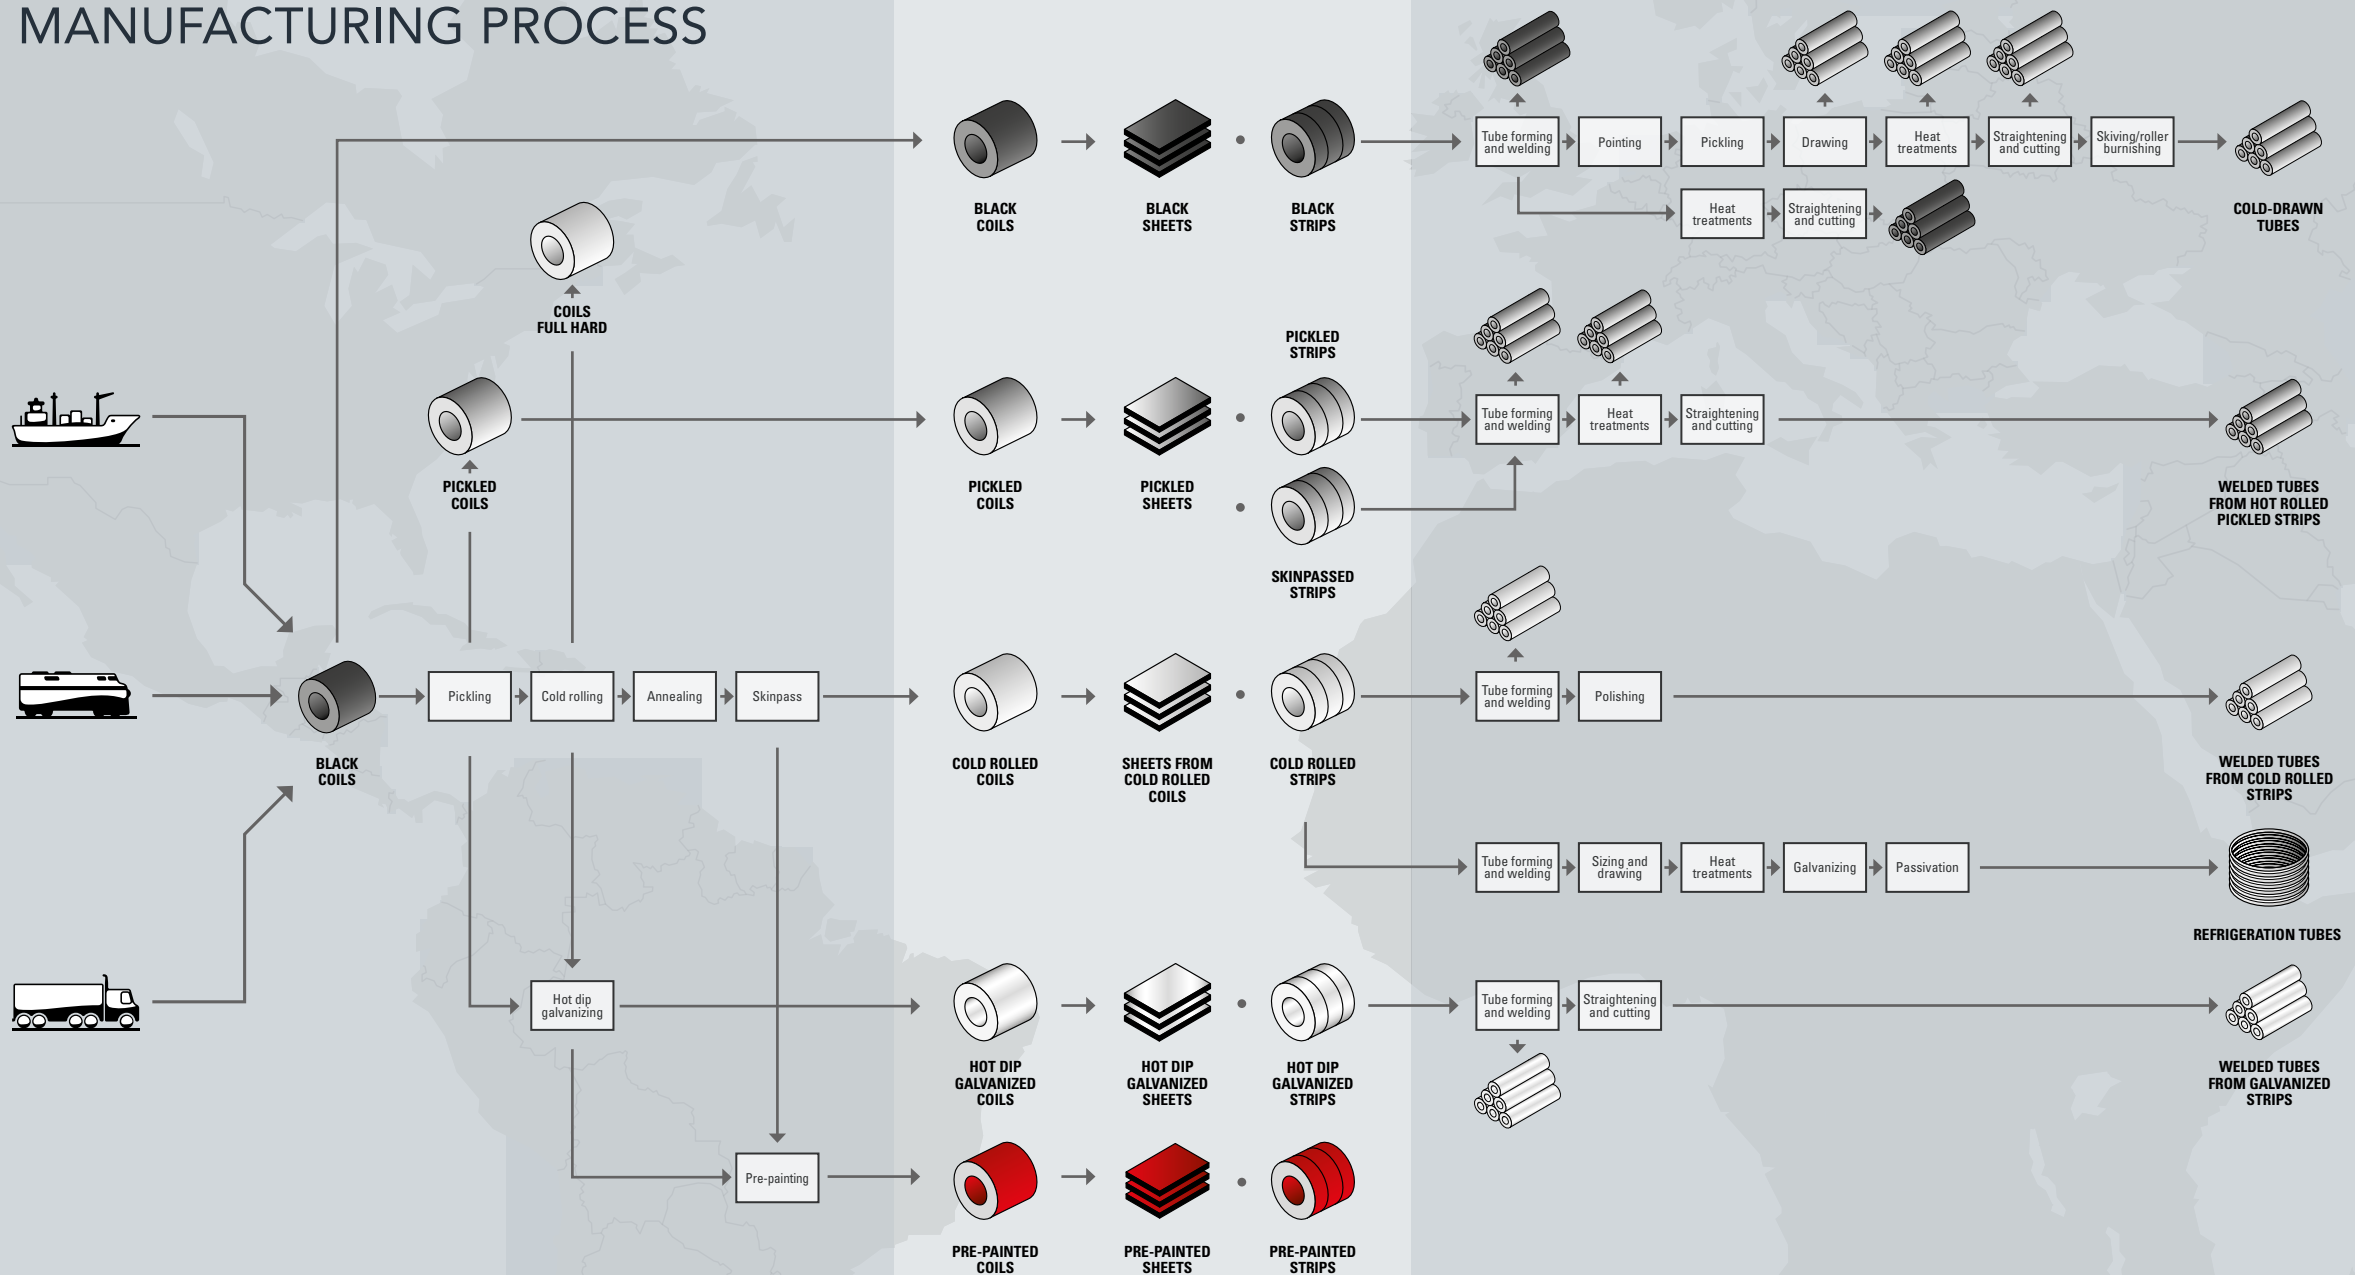 MANUFACTURING PROCESS
Tube forming
and welding
Pointing
Pickling
Drawing
Heat
treatments
Straightening
and cutting
Skiving/roller
burnishing
BLACK
COILS
BLACK
SHEETS
BLACK
STRIPS
Heat
treatments
Straightening
and cutting
COLD-DRAWN
TUBES
COILS
FULL HARD
PICKLED
STRIPS
Tube forming
and welding
Heat
treatments
Straightening
and cutting
PICKLED
COILS
PICKLED
COILS
PICKLED
SHEETS
WELDED TUBES
FROM HOT ROLLED
PICKLED STRIPS
SKINPASSED
STRIPS
Pickling
Cold rolling
Annealing
Skinpass
Tube forming
and welding
Polishing
BLACK
COILS
COLD ROLLED
COILS
SHEETS FROM
COLD ROLLED
COILS
COLD ROLLED
STRIPS
WELDED TUBES
FROM COLD ROLLED
STRIPS
Tube forming
and welding
Sizing and
drawing
Heat
treatments
Galvanizing
Passivation
REFRIGERATION TUBES
Hot dip
galvanizing
Tube forming
and welding
Straightening
and cutting
HOT DIP
GALVANIZED
COILS
HOT DIP
GALVANIZED
SHEETS
HOT DIP
GALVANIZED
STRIPS
WELDED TUBES
FROM GALVANIZED
STRIPS
Pre-painting
PRE-PAINTED
COILS
PRE-PAINTED
SHEETS
PRE-PAINTED
STRIPS